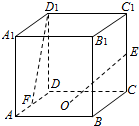 D₁ C₁
A₁ B₁
E
D
F O C
A B